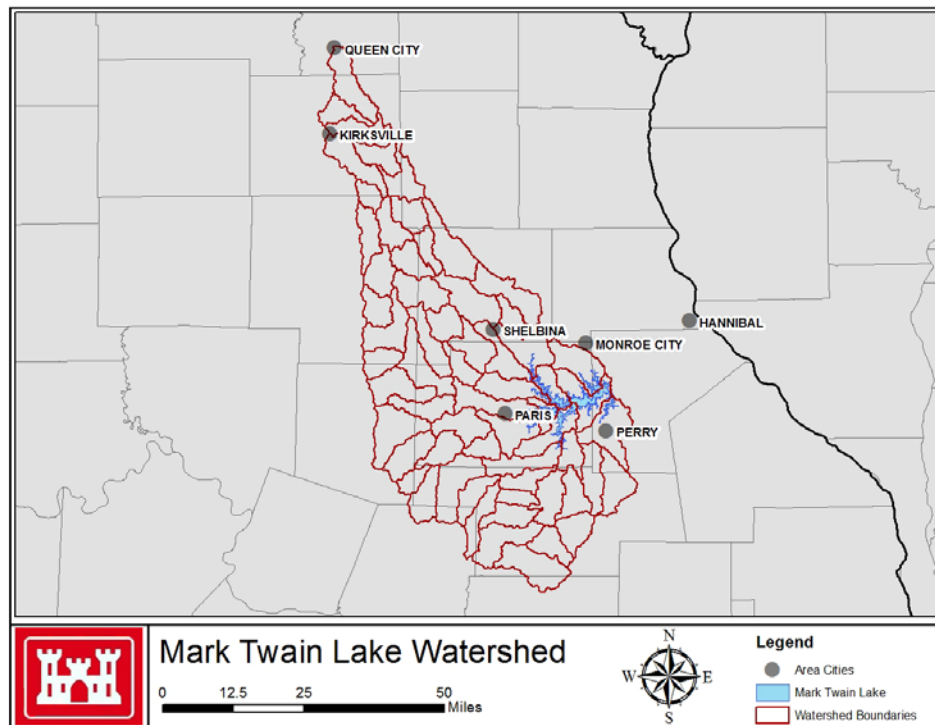 QUEEN CITY
KIRKSVILLE
HANNIBAL
SHELBINA
MONROE CITY
PARIS
PERRY
Mark Twain Lake Watershed
0 12.5 25 50
Miles
N
W E
S
Legend
Area Cities
Mark Twain Lake
Watershed Boundaries